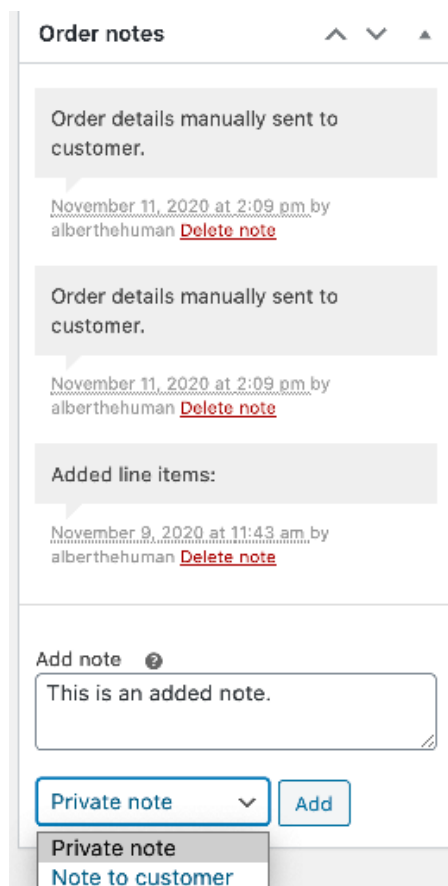 Order notes
Order details manually sent to
customer.
November 11, 2020 at 2:09 pm by
alberthehuman Delete note
Order details manually sent to
customer.
November 11, 2020 at 2:09 pm by
alberthehuman Delete note
Added line items:
November 9, 2020 at 11:43 am by
alberthehuman Delete note
Add note ?
This is an added note.
Private note
Add
Private note
Note to customer